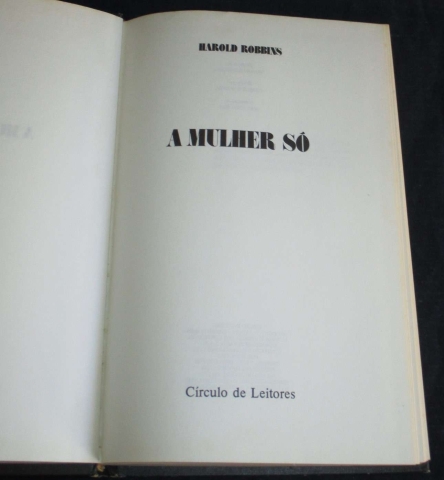 HAROLD ROBBINS
A MULHER SÓ
Círculo de Leitores